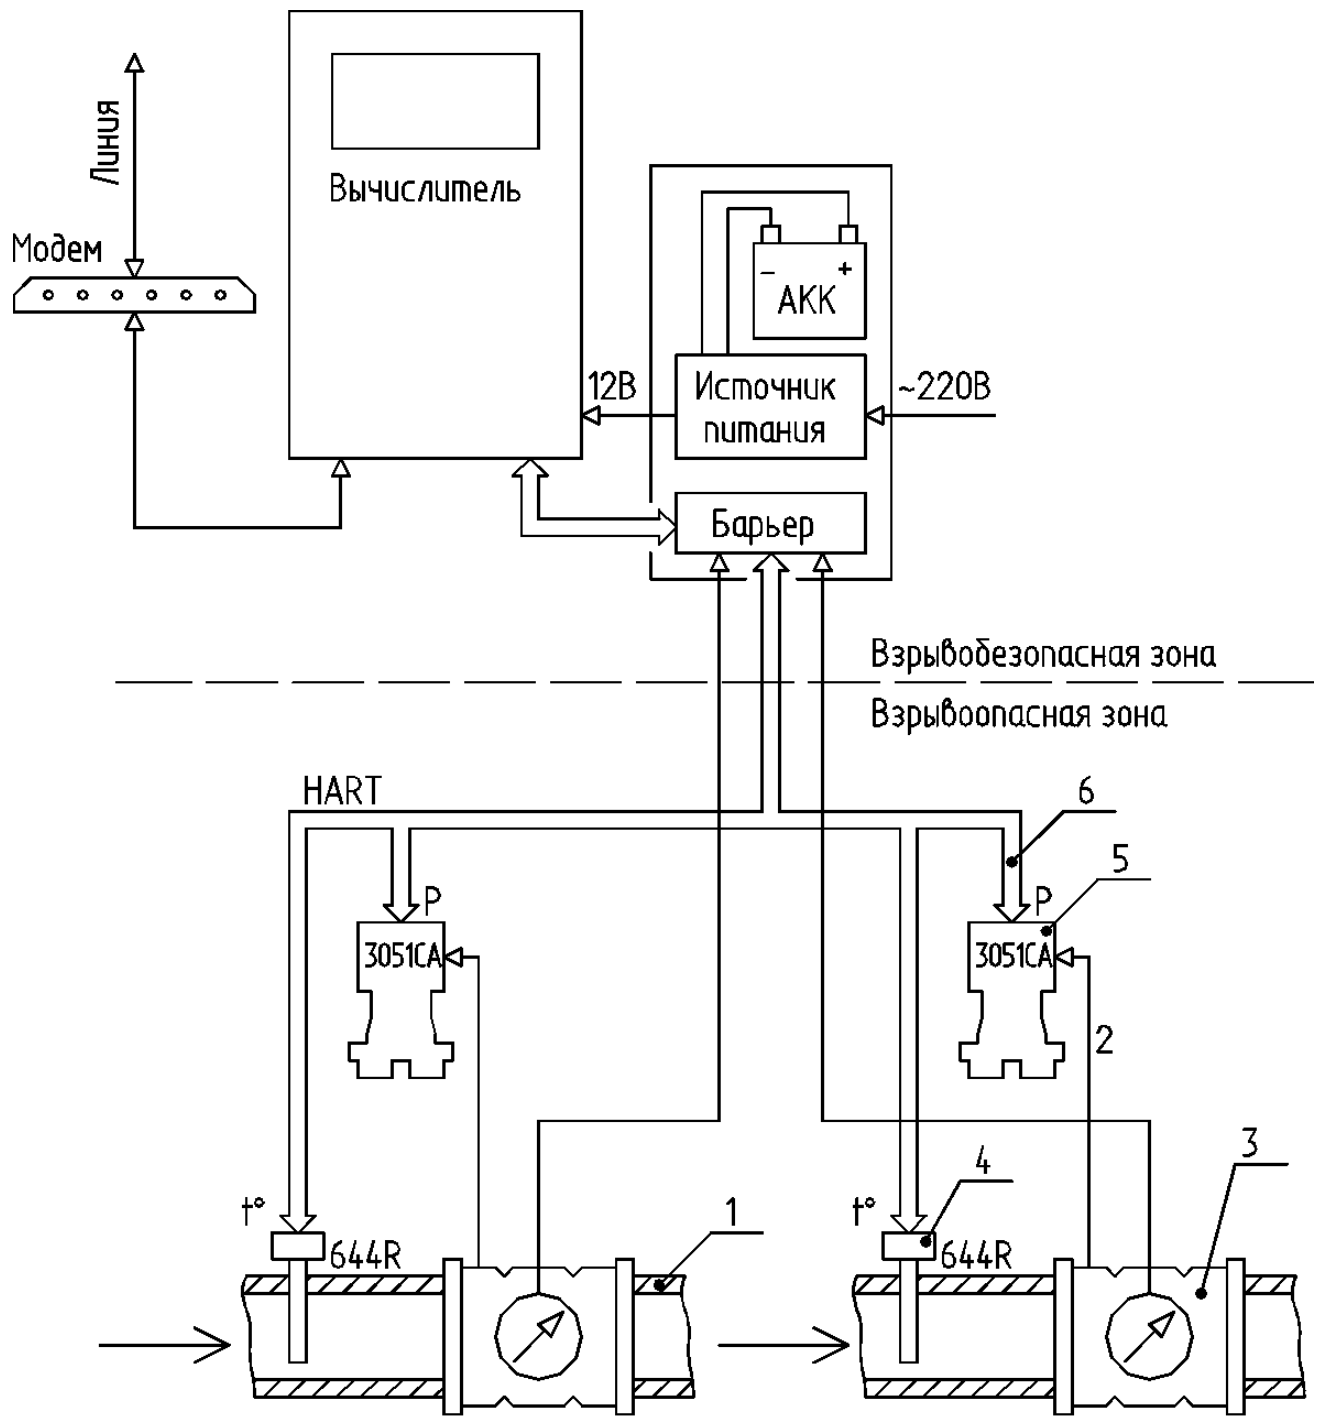 Линия
Модем
Вычислитель
- +
АКК
12В
Источник
питания
~220В
Барьер
Взрывобезопасная зона
Взрывоопасная зона
HART
6
5
P
P
3051CA
3051CA
2
3
4
t°
1
t°
644R
644R